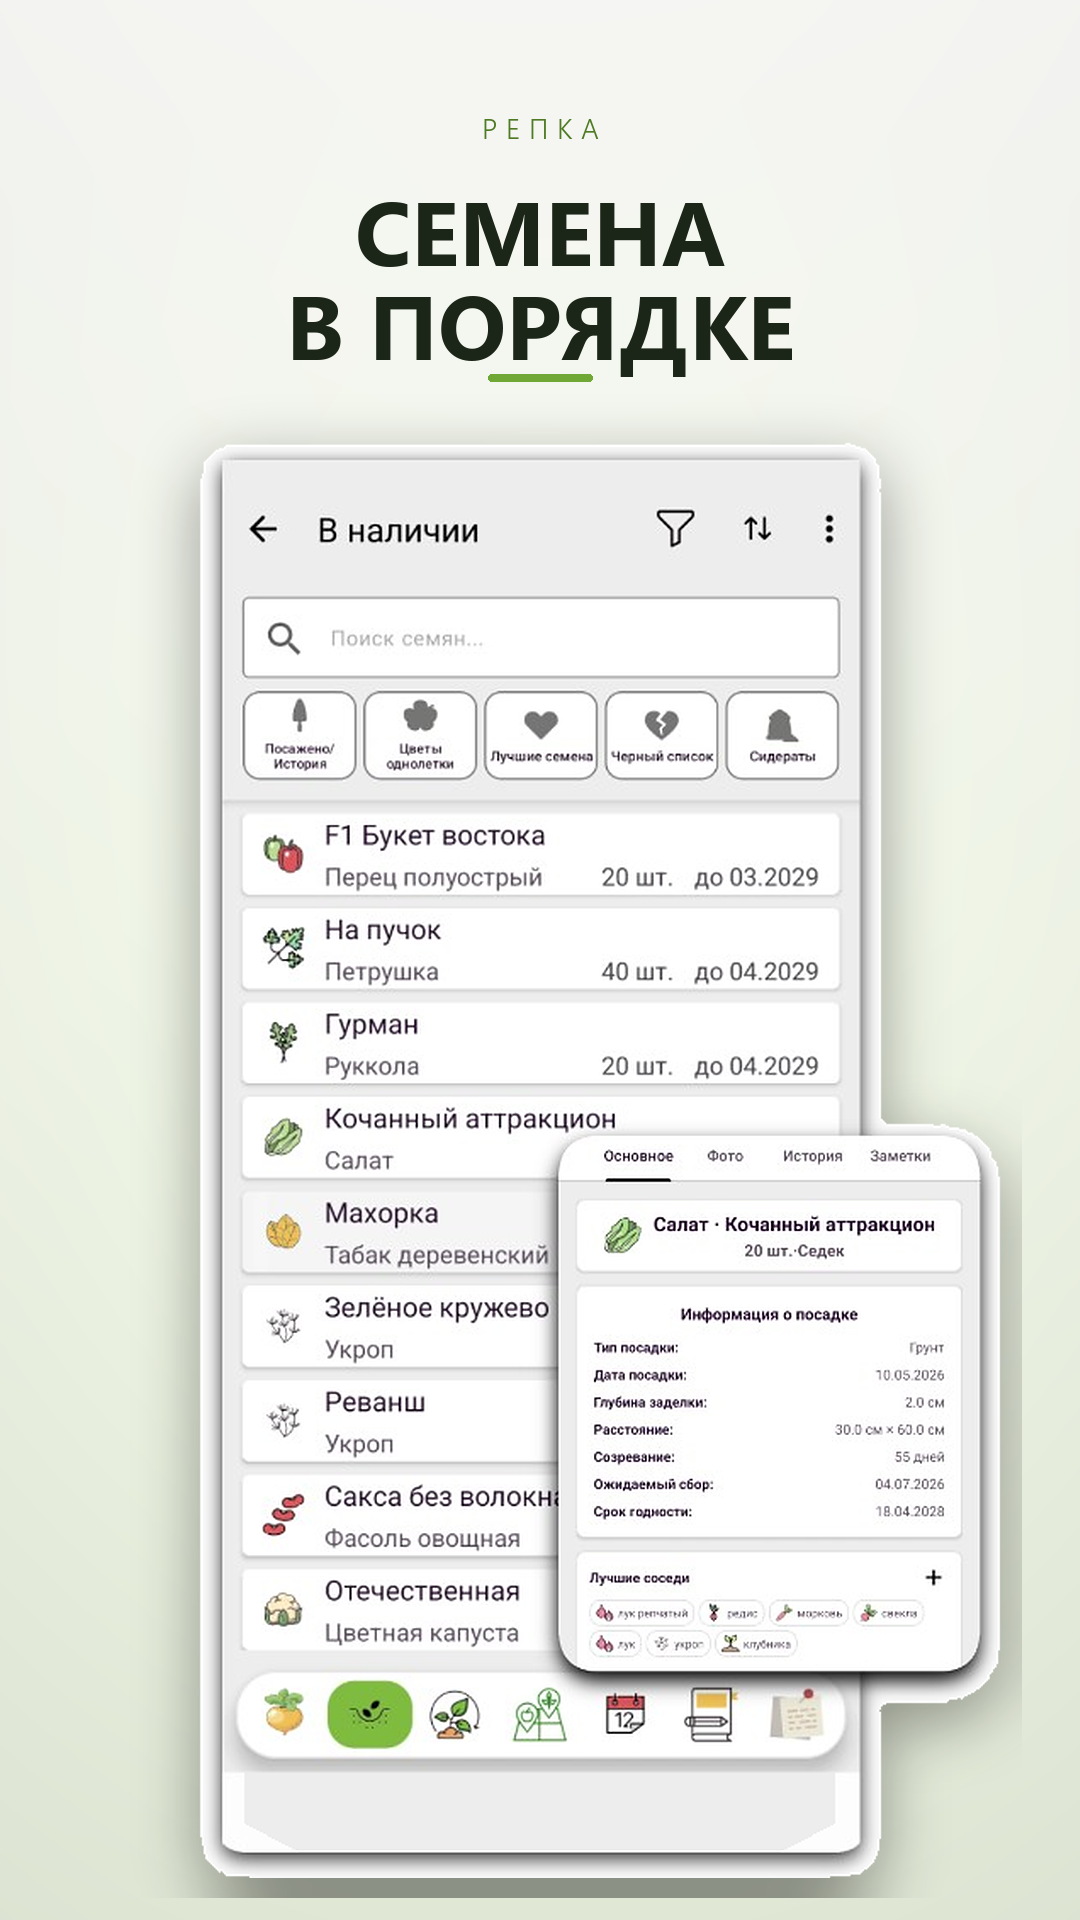 РЕПКА
СЕМЕНА
В ПОРЯДКЕ
В наличии
Поиск семян...
Посажено/
История
Цветы
однолетки
Лучшие семена
Черный список
Сидераты
F1 Букет востока
Перец полуострый 20 шт. до 03.2029
На пучок
Петрушка 40 шт. до 04.2029
Гурман
Руккола 20 шт. до 04.2029
Кочанный аттракцион
Салат
Махорка
Табак деревенский
Зелёное кружево
Укроп
Реванш
Укроп
Сакса без волокна
Фасоль овощная
Отечественная
Цветная капуста
12
Основное Фото История Заметки
Салат · Кочанный аттракцион
20 шт.·Седек
Информация о посадке
Тип посадки: Грунт
Дата посадки: 10.05.2026
Глубина заделки: 2.0 см
Расстояние: 30.0 см × 60.0 см
Созревание: 55 дней
Ожидаемый сбор: 04.07.2026
Срок годности: 18.04.2028
Лучшие соседи +
лук репчатый редис морковь свекла
лук укроп клубника